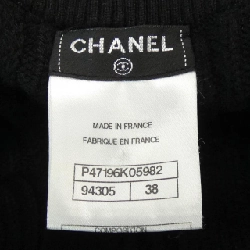 CHANEL
MADE IN FRANCE
FABRIQUE EN FRANCE
P47196K05982
94305 38
COMPOSITION